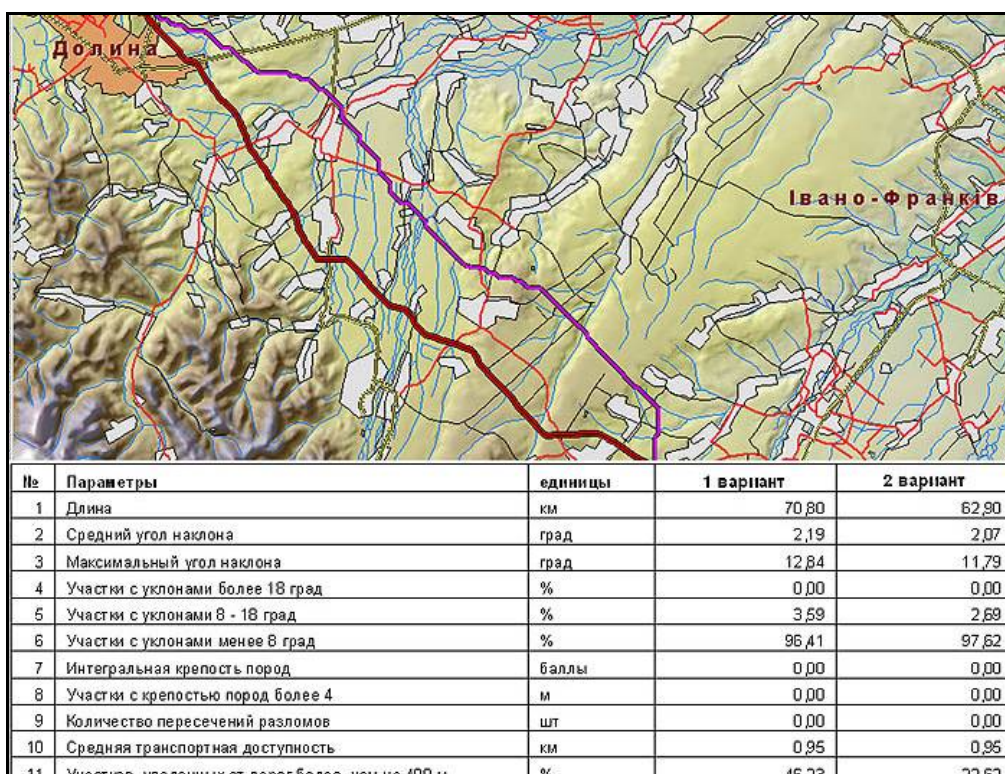 Долина
Івано-Франків
№ Параметры единицы 1 вариант 2 вариант
1 Длина км 70,80 62,90
2 Средний угол наклона град 2,19 2,07
3 Максимальный угол наклона град 12,84 11,79
4 Участки с уклонами более 18 град % 0,00 0,00
5 Участки с уклонами 8 - 18 град % 3,59 2,69
6 Участки с уклонами менее 8 град % 96,41 97,62
7 Интегральная крепость пород баллы 0,00 0,00
8 Участки с крепостью пород более 4 м 0,00 0,00
9 Количество пересечений разломов шт 0,00 0,00
10 Средняя транспортная доступность км 0,95 0,95
11 % 46,23